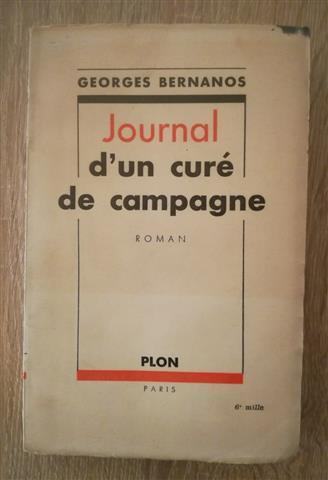 GEORGES BERNANOS
Journal
d'un curé
de campagne
ROMAN
PLON
PARIS
6e mille